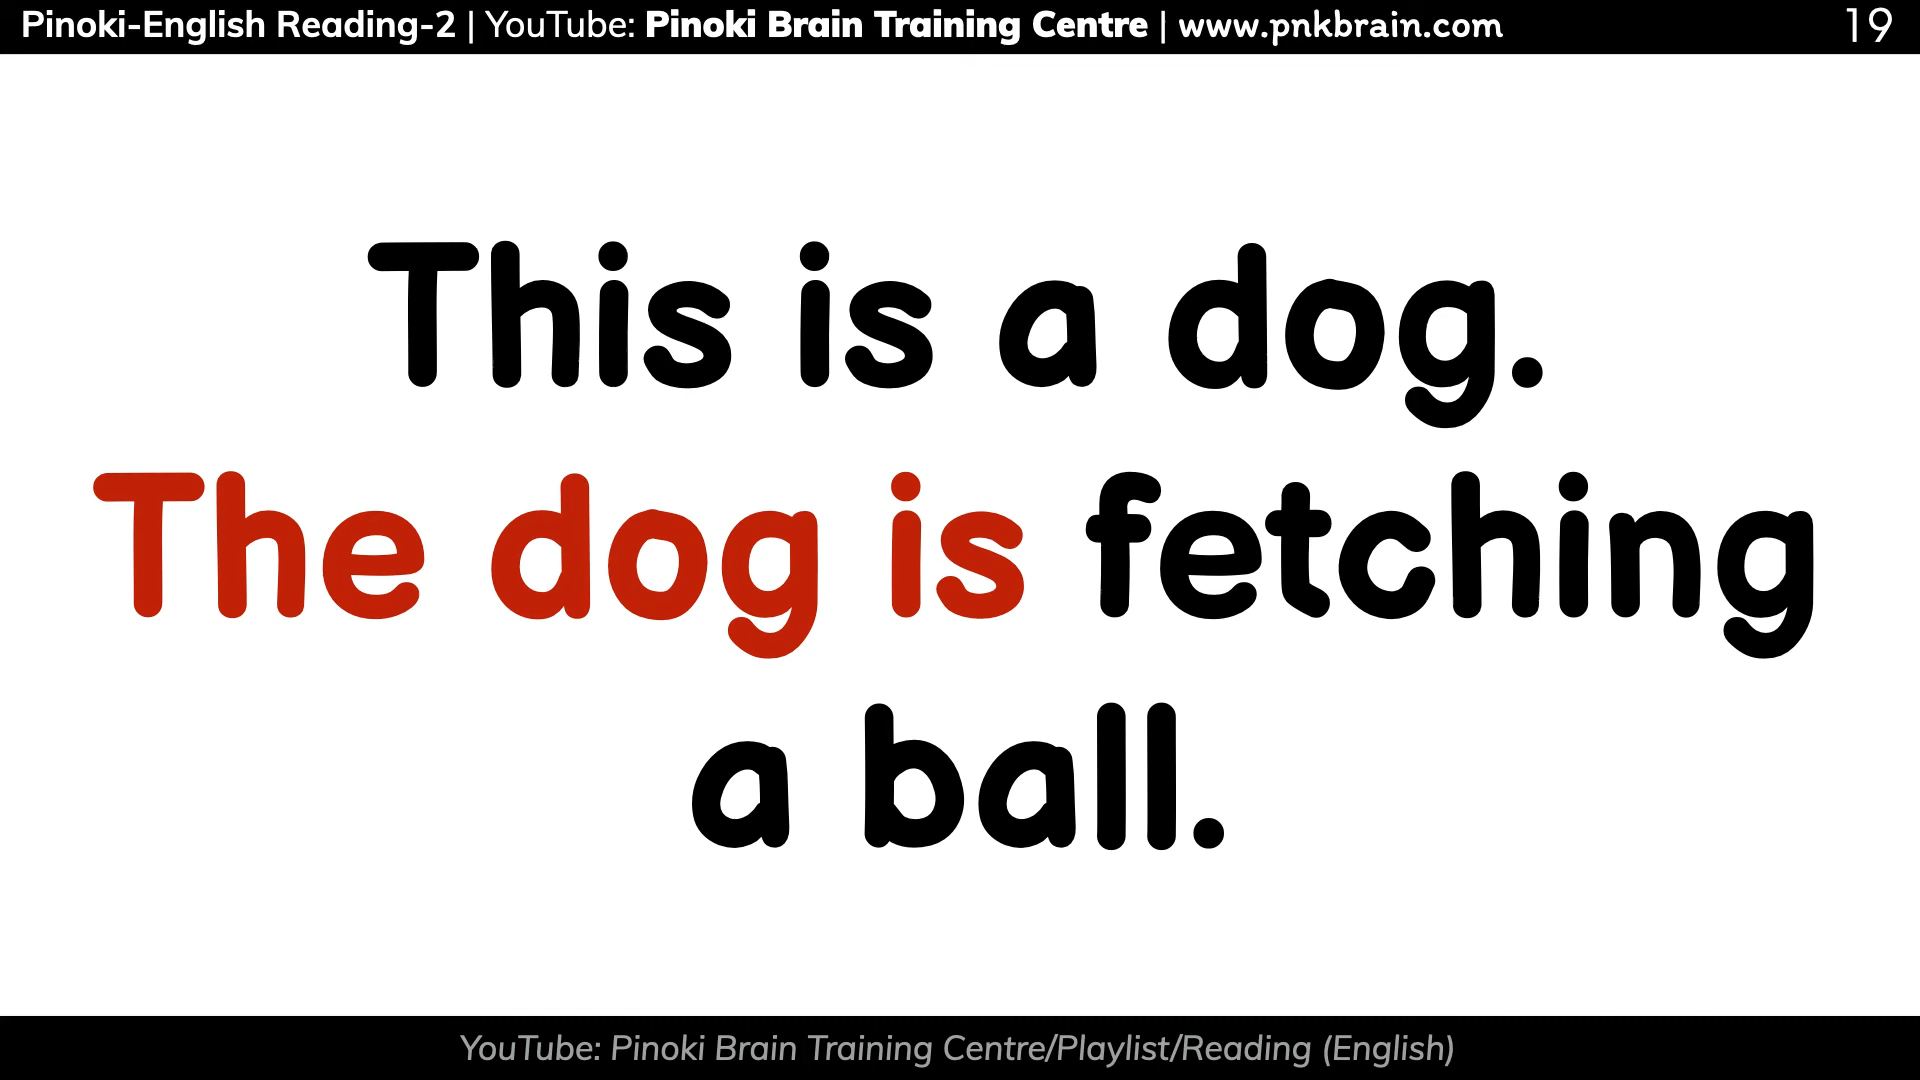 Pinoki-English Reading-2 | YouTube: Pinoki Brain Training Centre | www.pnkbrain.com 19
This is a dog.
The dog is fetching
a ball.
YouTube: Pinoki Brain Training Centre/Playlist/Reading (English)